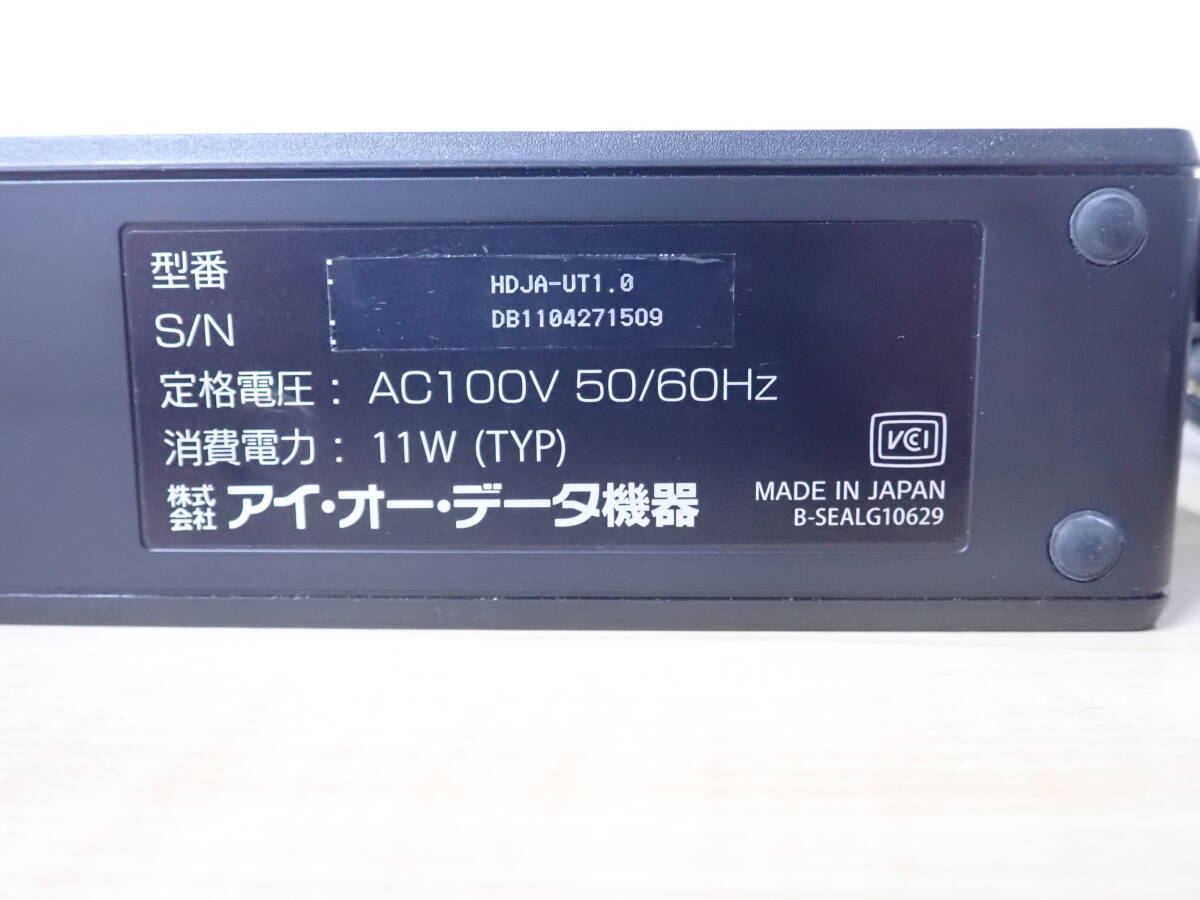 型番 HDJA-UT1.0
S/N DB1104271509
定格電圧： AC100V 50/60Hz
消費電力： 11W (TYP)
VCCI
株式会社 アイ・オー・データ機器
MADE IN JAPAN
B-SEALG10629